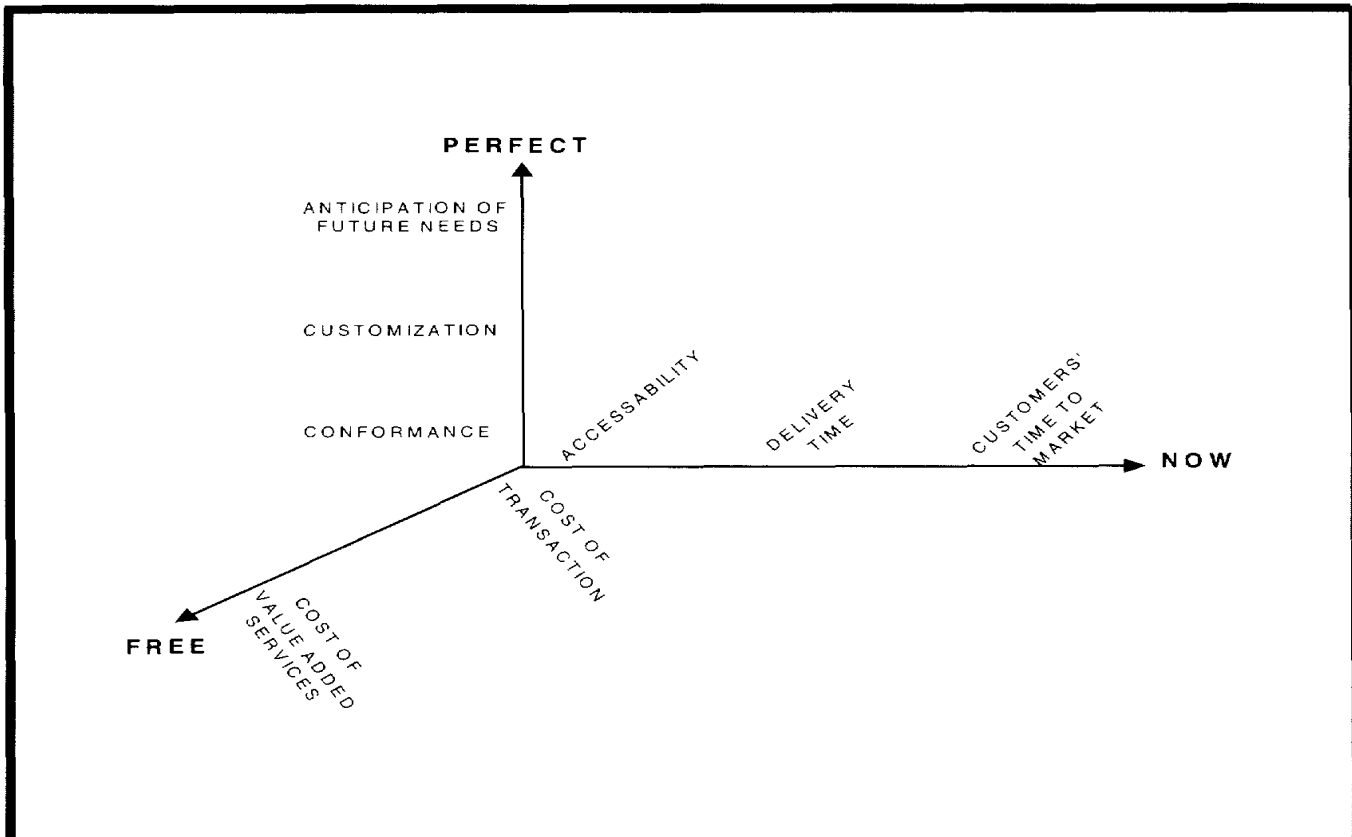 PERFECT
ANTICIPATION OF
FUTURE NEEDS
CUSTOMIZATION
CONFORMANCE
ACCESSABILITY
DELIVERY
TIME
CUSTOMERS'
TIME TO
MARKET
NOW
COST OF
TRANSACTION
COST OF
VALUE ADDED
SERVICES
FREE